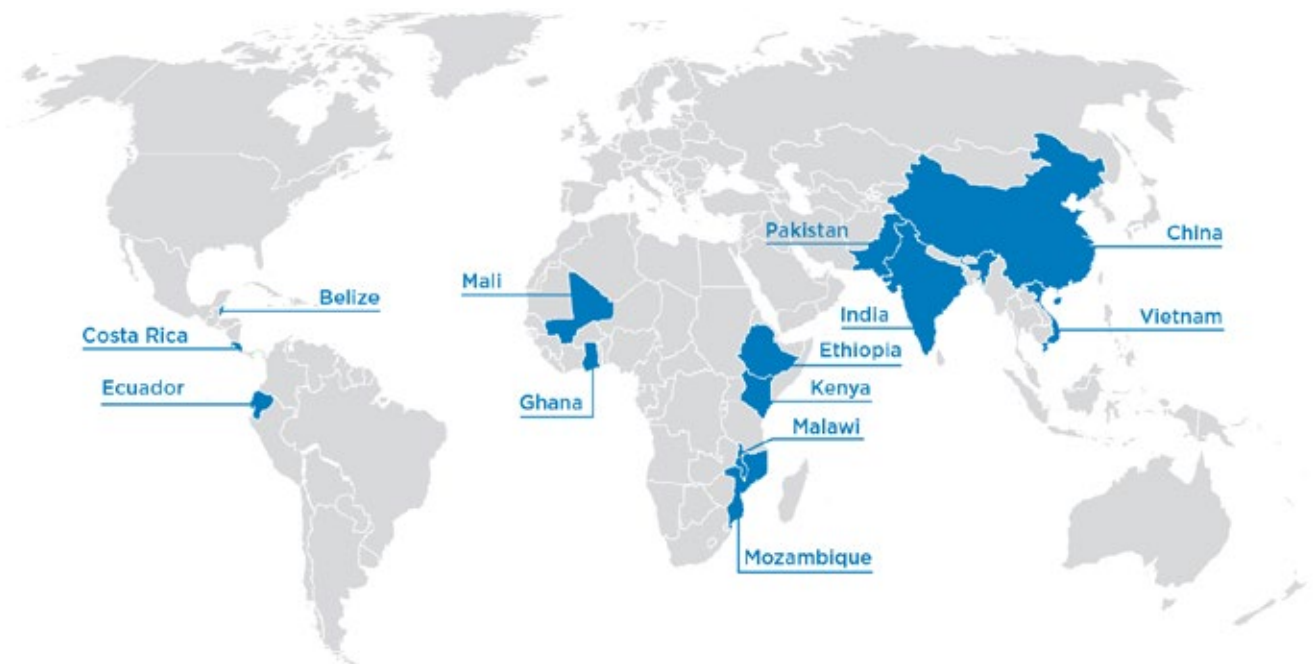 Pakistan
China
Mali
Belize
India
Vietnam
Costa Rica
Ethiopia
Ecuador
Kenya
Ghana
Malawi
Mozambique